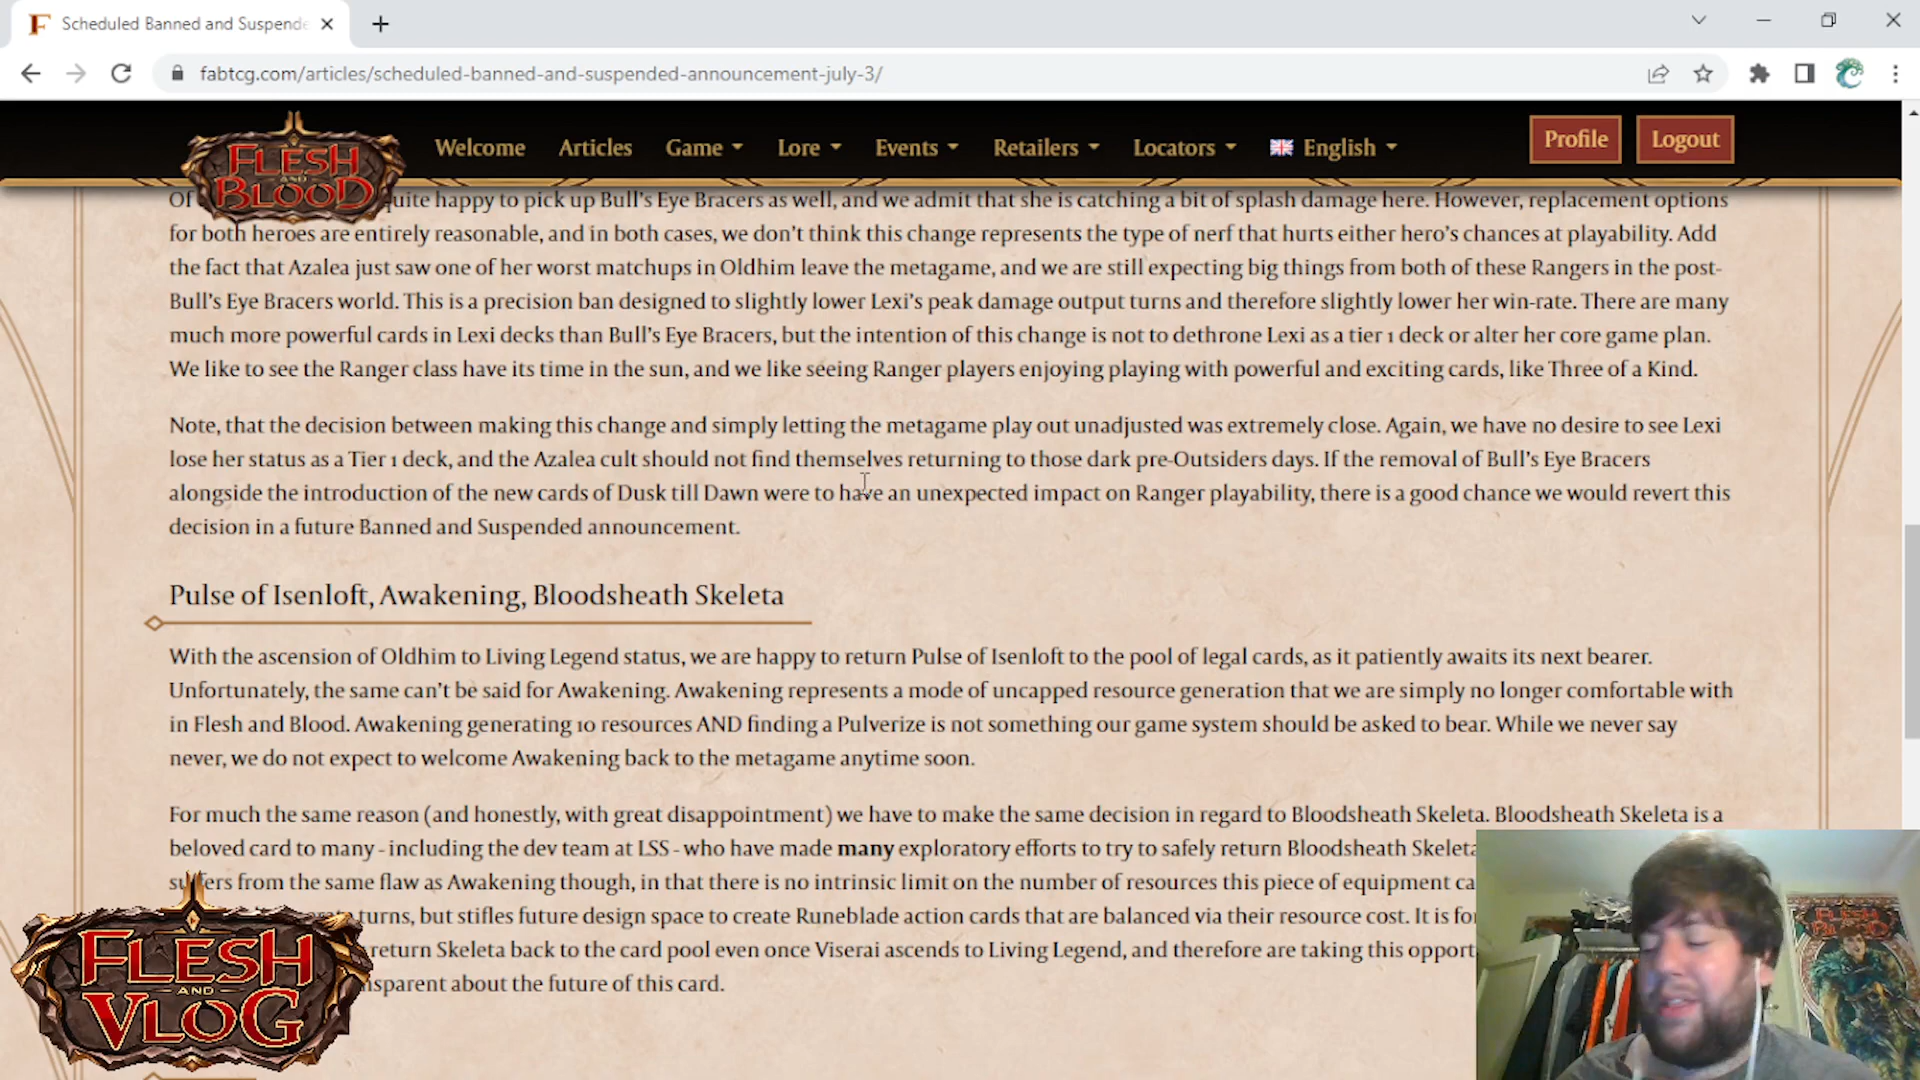 Scheduled Banned and Suspende
fabtcg.com/articles/scheduled-banned-and-suspended-announcement-july-3/
FLESH AND BLOOD
Welcome Articles Game Lore Events Retailers Locators English Profile Logout
Of quite happy to pick up Bull's Eye Bracers as well, and we admit that she is catching a bit of splash damage here. However, replacement options
for both heroes are entirely reasonable, and in both cases, we don't think this change represents the type of nerf that hurts either hero's chances at playability. Add
the fact that Azalea just saw one of her worst matchups in Oldhim leave the metagame, and we are still expecting big things from both of these Rangers in the post-
Bull's Eye Bracers world. This is a precision ban designed to slightly lower Lexi's peak damage output turns and therefore slightly lower her win-rate. There are many
much more powerful cards in Lexi decks than Bull's Eye Bracers, but the intention of this change is not to dethrone Lexi as a tier 1 deck or alter her core game plan.
We like to see the Ranger class have its time in the sun, and we like seeing Ranger players enjoying playing with powerful and exciting cards, like Three of a Kind.
Note, that the decision between making this change and simply letting the metagame play out unadjusted was extremely close. Again, we have no desire to see Lexi
lose her status as a Tier 1 deck, and the Azalea cult should not find themselves returning to those dark pre-Outsiders days. If the removal of Bull's Eye Bracers
alongside the introduction of the new cards of Dusk till Dawn were to have an unexpected impact on Ranger playability, there is a good chance we would revert this
decision in a future Banned and Suspended announcement.
Pulse of Isenloft, Awakening, Bloodsheath Skeleta
With the ascension of Oldhim to Living Legend status, we are happy to return Pulse of Isenloft to the pool of legal cards, as it patiently awaits its next bearer.
Unfortunately, the same can't be said for Awakening. Awakening represents a mode of uncapped resource generation that we are simply no longer comfortable with
in Flesh and Blood. Awakening generating 10 resources AND finding a Pulverize is not something our game system should be asked to bear. While we never say
never, we do not expect to welcome Awakening back to the metagame anytime soon.
For much the same reason (and honestly, with great disappointment) we have to make the same decision in regard to Bloodsheath Skeleta. Bloodsheath Skeleta is a
beloved card to many - including the dev team at LSS - who have made many exploratory efforts to try to safely return Bloodsheath Skeleta
suffers from the same flaw as Awakening though, in that there is no intrinsic limit on the number of resources this piece of equipment ca
turns, but stifles future design space to create Runeblade action cards that are balanced via their resource cost. It is for
return Skeleta back to the card pool even once Viserai ascends to Living Legend, and therefore are taking this opport
nsparent about the future of this card.
FLESH AND VLOG
FLESH BLOOD